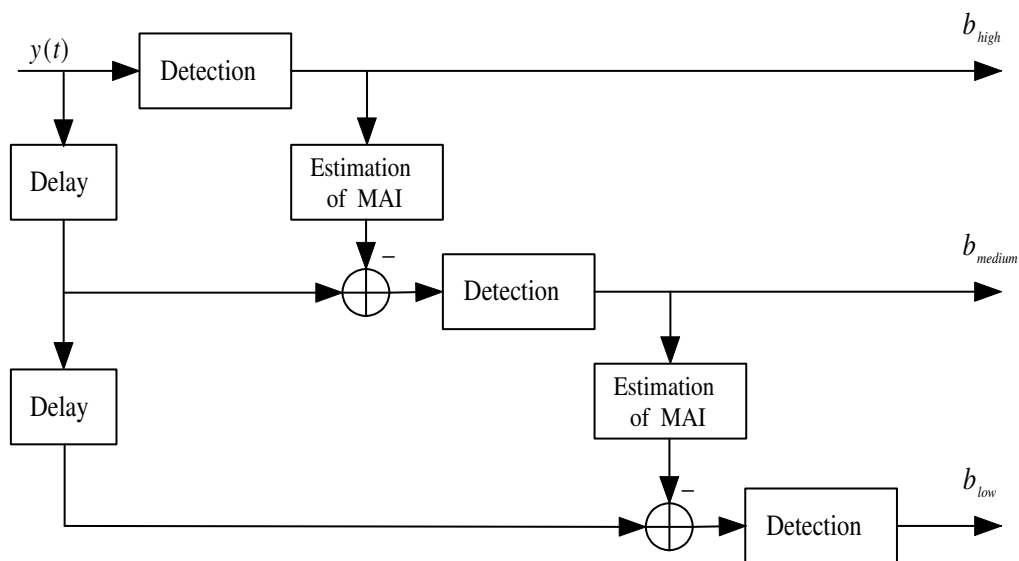 b_high
y(t)
Detection
Delay
Estimation
of MAI
b_medium
−
Detection
Delay
Estimation
of MAI
b_low
−
Detection